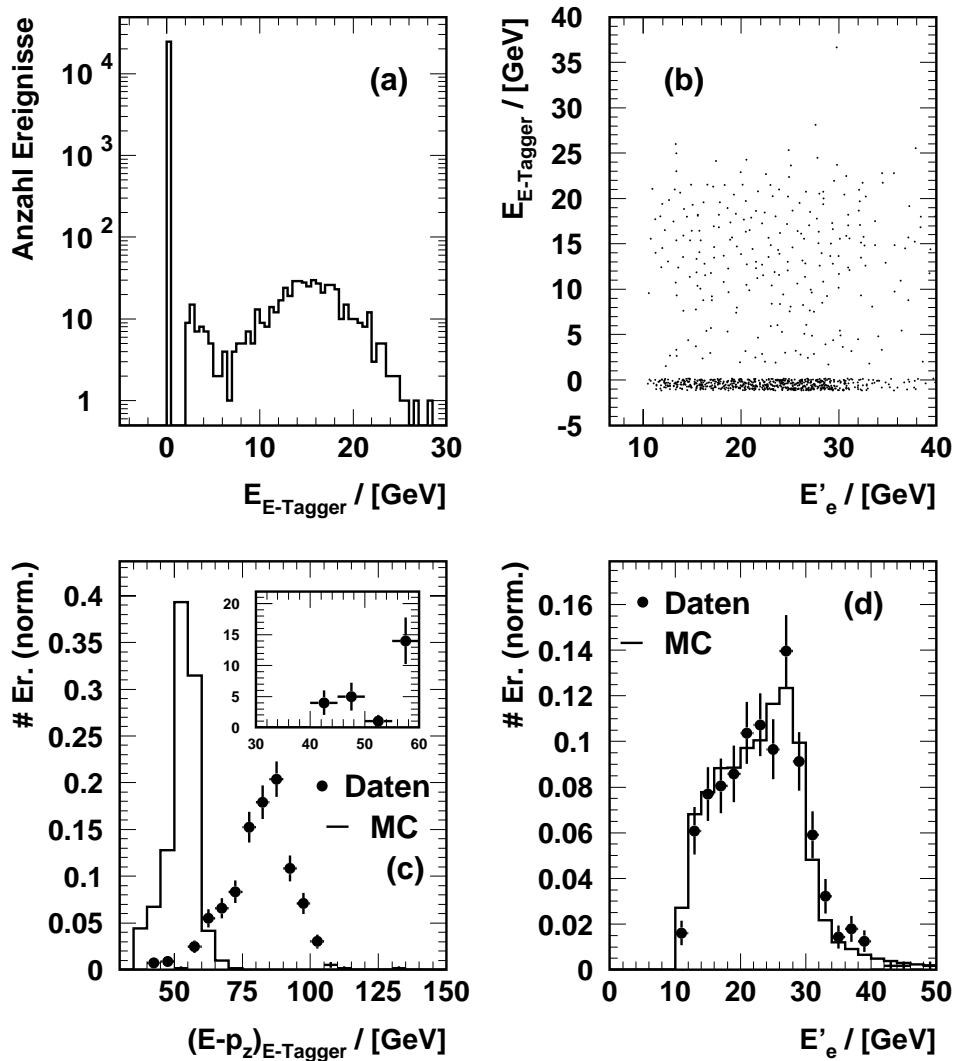 Anzahl Ereignisse
10^4
10^3
10^2
10
1
(a)
0 10 20 30
E_E-Tagger / [GeV]
E_E-Tagger / [GeV]
40
35
30
25
20
15
10
5
0
-5
(b)
10 20 30 40
E'_e / [GeV]
# Er. (norm.)
0.4
0.35
0.3
0.25
0.2
0.15
0.1
0.05
0
20
15
10
5
0
30 40 50 60
Daten
MC
(c)
50 75 100 125 150
(E-p_z)_E-Tagger / [GeV]
# Er. (norm.)
0.16
0.14
0.12
0.1
0.08
0.06
0.04
0.02
0
Daten
MC
(d)
0 10 20 30 40 50
E'_e / [GeV]